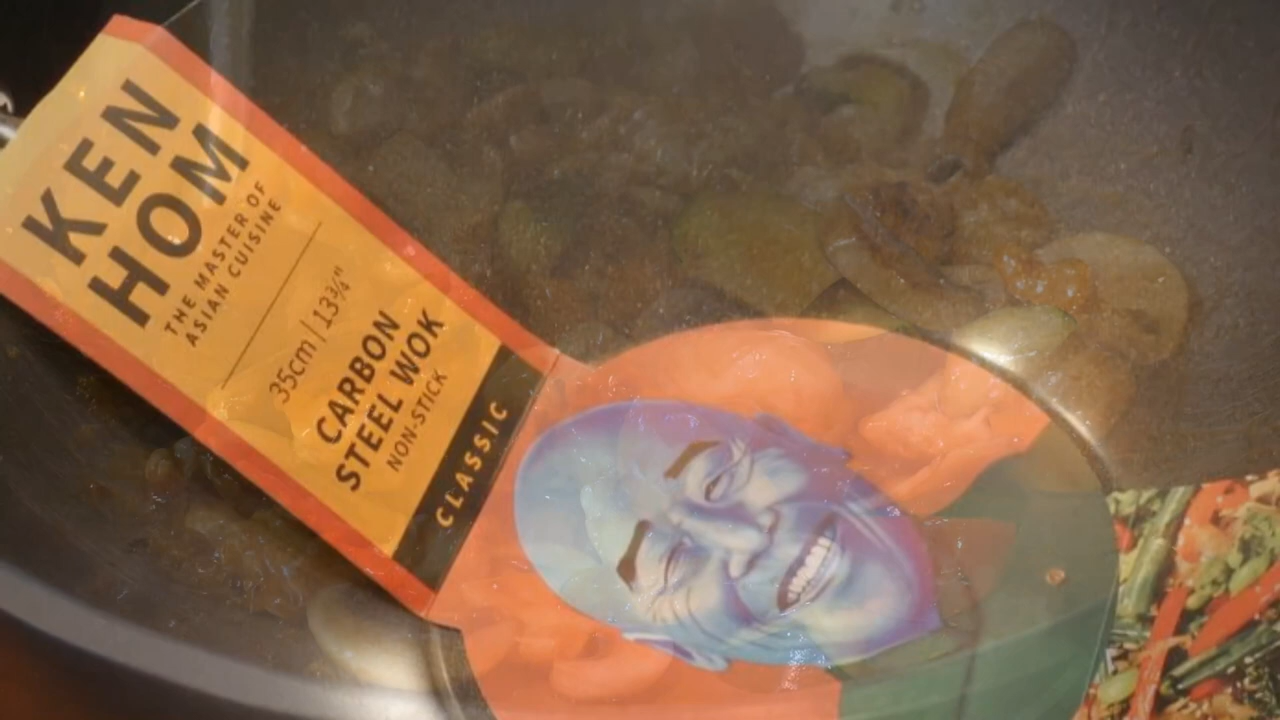 KEN
HOM
THE MASTER OF
ASIAN CUISINE
35cm | 13¾"
CARBON
STEEL WOK
NON-STICK
CLASSIC